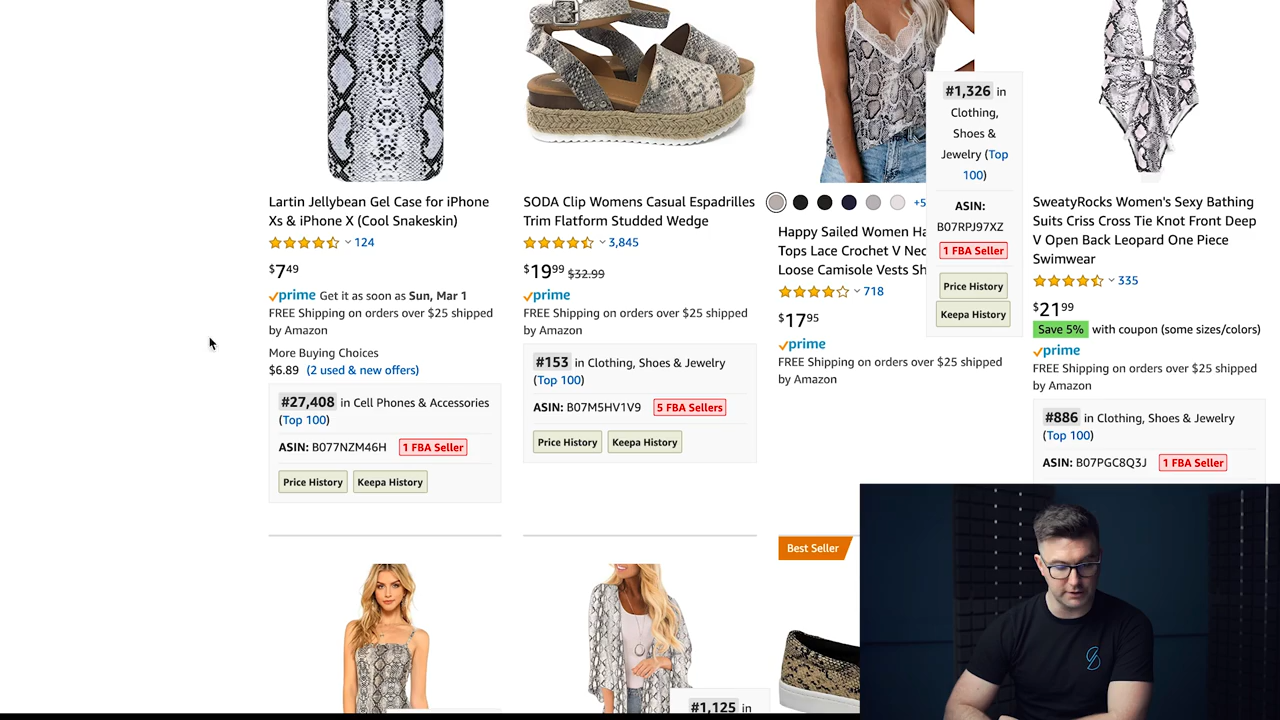 Lartin Jellybean Gel Case for iPhone
Xs & iPhone X (Cool Snakeskin)
124
$7.49
prime Get it as soon as Sun, Mar 1
FREE Shipping on orders over $25 shipped
by Amazon
More Buying Choices
$6.89 (2 used & new offers)
#27,408 in Cell Phones & Accessories
(Top 100)
ASIN: B077NZM46H 1 FBA Seller
Price History Keepa History
SODA Clip Womens Casual Espadrilles
Trim Flatform Studded Wedge
3,845
$19.99 $32.99
prime
FREE Shipping on orders over $25 shipped
by Amazon
#153 in Clothing, Shoes & Jewelry
(Top 100)
ASIN: B07M5HV1V9 5 FBA Sellers
Price History Keepa History
+5
Happy Sailed Women Ha
Tops Lace Crochet V Nec
Loose Camisole Vests Sh
718
$17.95
prime
FREE Shipping on orders over $25 shipped
by Amazon
#1,326 in
Clothing,
Shoes &
Jewelry (Top
100)
ASIN:
B07RPJ97XZ
1 FBA Seller
Price History
Keepa History
SweatyRocks Women's Sexy Bathing
Suits Criss Cross Tie Knot Front Deep
V Open Back Leopard One Piece
Swimwear
335
$21.99
Save 5% with coupon (some sizes/colors)
prime
FREE Shipping on orders over $25 shipped
by Amazon
#886 in Clothing, Shoes & Jewelry
(Top 100)
ASIN: B07PGC8Q3J 1 FBA Seller
Best Seller
#1,125 in